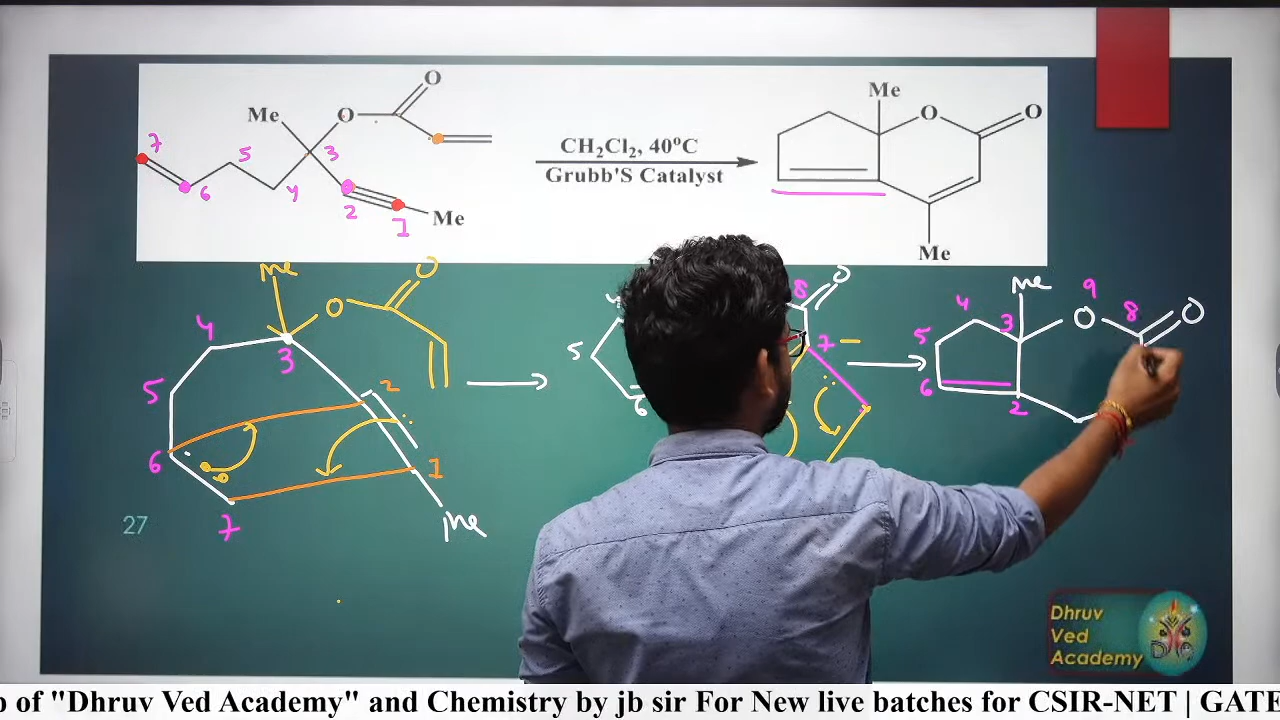 Me O O
7 5 3
6 4 2 1 Me
CH₂Cl₂, 40⁰C
Grubb'S Catalyst
Me O O
Me
Me O O
4 3
5 2
6 1
7 Me
27
8 O
5 7
6
Me 9 8 O O
4 3
5
6 2
Dhruv
Ved
Academy
o of "Dhruv Ved Academy" and Chemistry by jb sir For New live batches for CSIR-NET | GATE